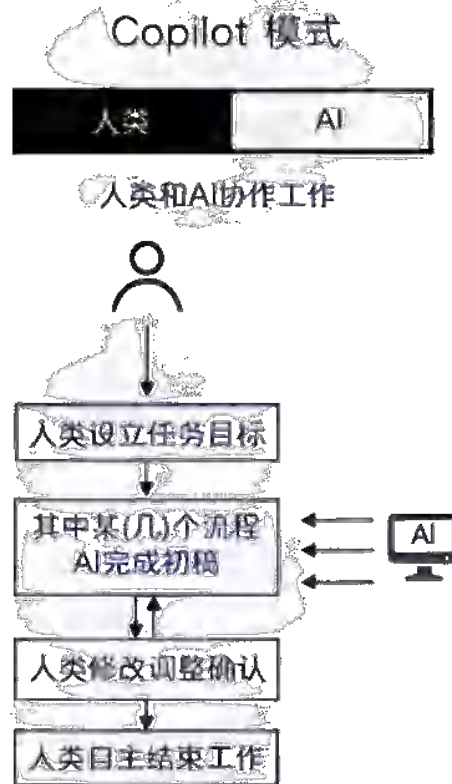 Copilot 模式
人类 AI
人类和AI协作工作
人类设立任务目标
其中某(几)个流程
AI完成初稿
AI
人类修改调整确认
人类自主结束工作